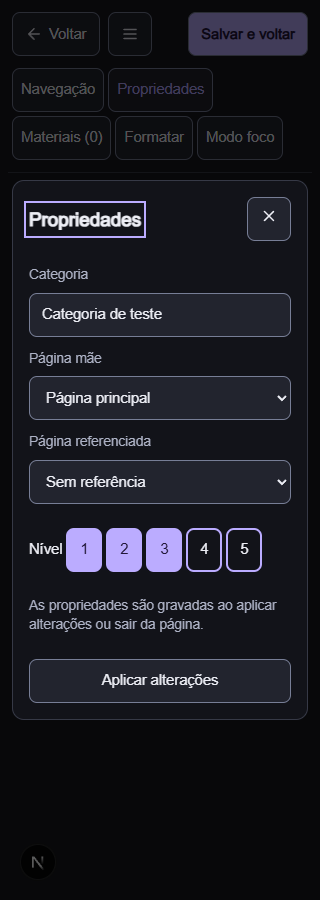 Voltar
Salvar e voltar
Navegação
Propriedades
Materiais (0)
Formatar
Modo foco
Propriedades
Categoria
Categoria de teste
Página mãe
Página principal
Página referenciada
Sem referência
Nível 1 2 3 4 5
As propriedades são gravadas ao aplicar
alterações ou sair da página.
Aplicar alterações
N